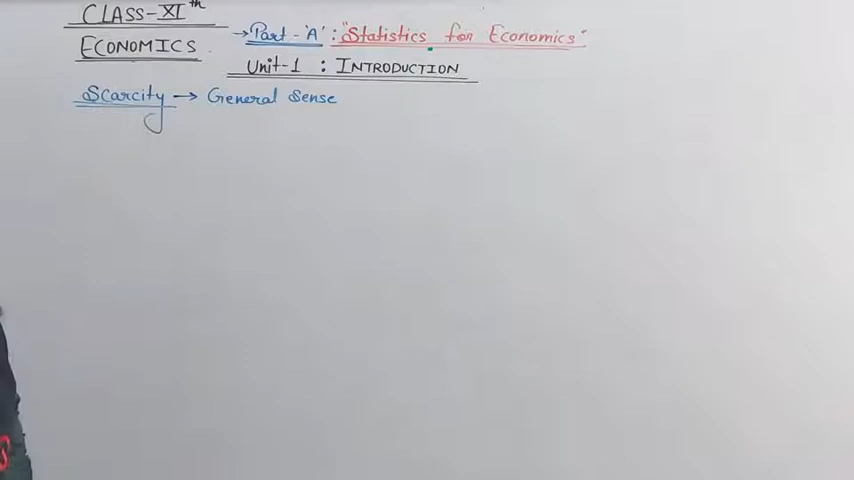 CLASS-XIth
ECONOMICS → Part-'A' : "Statistics for Economics"
Unit-1 : INTRODUCTION
Scarcity → General Sense